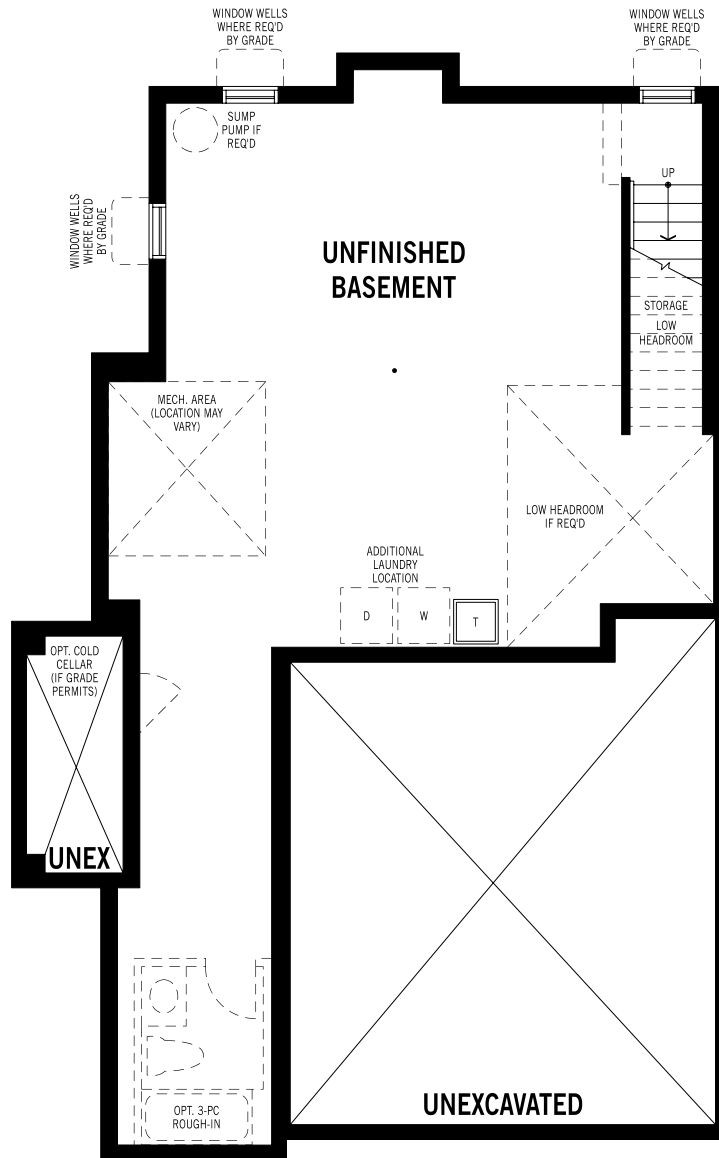 WINDOW WELLS
WHERE REQ'D
BY GRADE
WINDOW WELLS
WHERE REQ'D
BY GRADE
SUMP
PUMP IF
REQ'D
UP
WINDOW WELLS
WHERE REQ'D
BY GRADE
UNFINISHED
BASEMENT
STORAGE
LOW
HEADROOM
MECH. AREA
(LOCATION MAY
VARY)
LOW HEADROOM
IF REQ'D
ADDITIONAL
LAUNDRY
LOCATION
D
W
T
OPT. COLD
CELLAR
(IF GRADE
PERMITS)
UNEX
UNEXCAVATED
OPT. 3-PC
ROUGH-IN